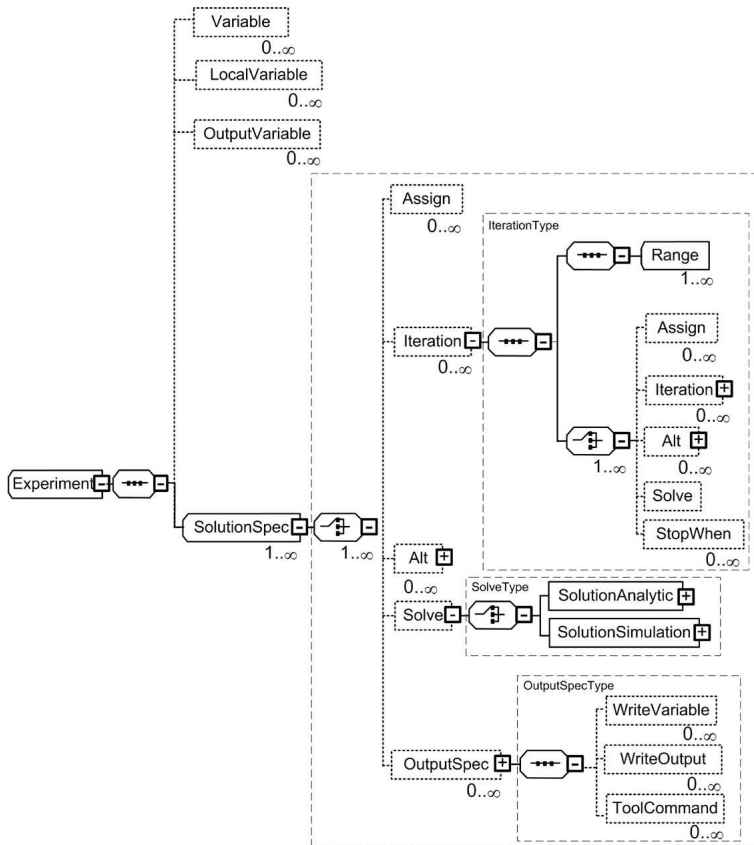 Variable
0..∞
LocalVariable
0..∞
OutputVariable
0..∞
Assign
0..∞
IterationType
Range
1..∞
Iteration
0..∞
Assign
0..∞
Iteration
0..∞
Alt
0..∞
1..∞
Solve
StopWhen
0..∞
Experiment
SolutionSpec
1..∞
1..∞
Alt
0..∞
SolveType
Solve
SolutionAnalytic
SolutionSimulation
OutputSpecType
OutputSpec
0..∞
WriteVariable
0..∞
WriteOutput
0..∞
ToolCommand
0..∞